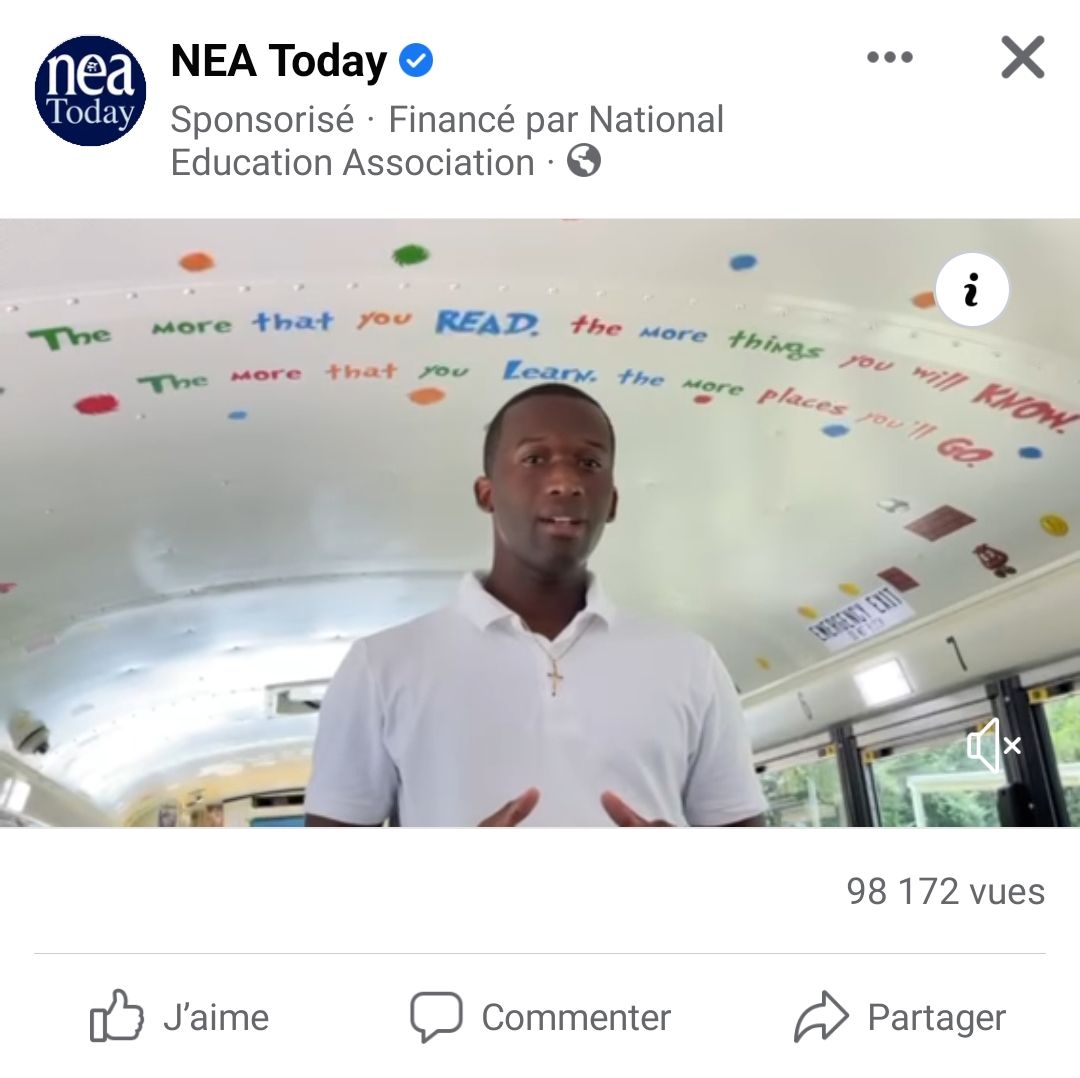 nea
Today
NEA Today
Sponsorisé · Financé par National
Education Association ·
The more that you READ. the more things you will KNOW.
The more that you Learn. the more places you'll GO.
EMERGENCY EXIT
98 172 vues
J’aime
Commenter
Partager